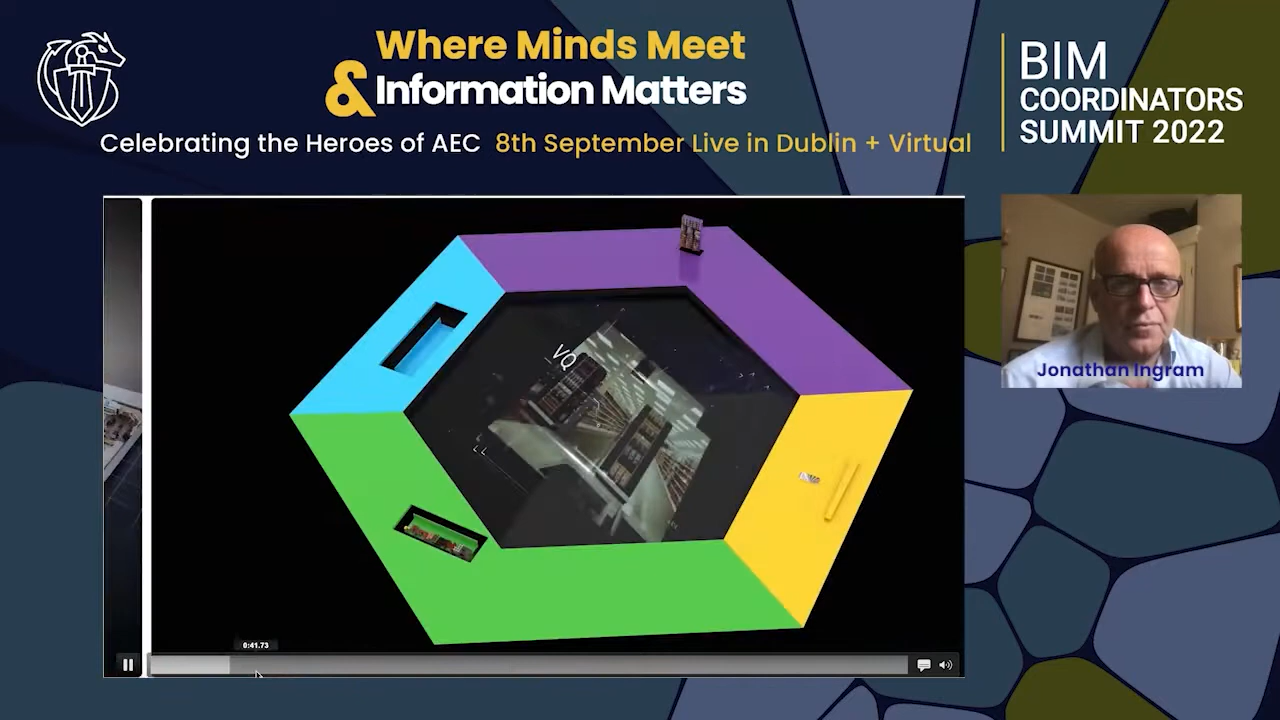 Where Minds Meet
& Information Matters
Celebrating the Heroes of AEC 8th September Live in Dublin + Virtual
BIM
COORDINATORS
SUMMIT 2022
VQ
Jonathan Ingram
0:41.73